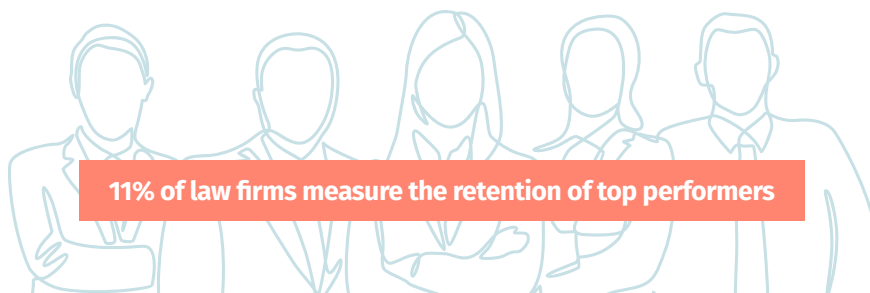 11% of law firms measure the retention of top performers